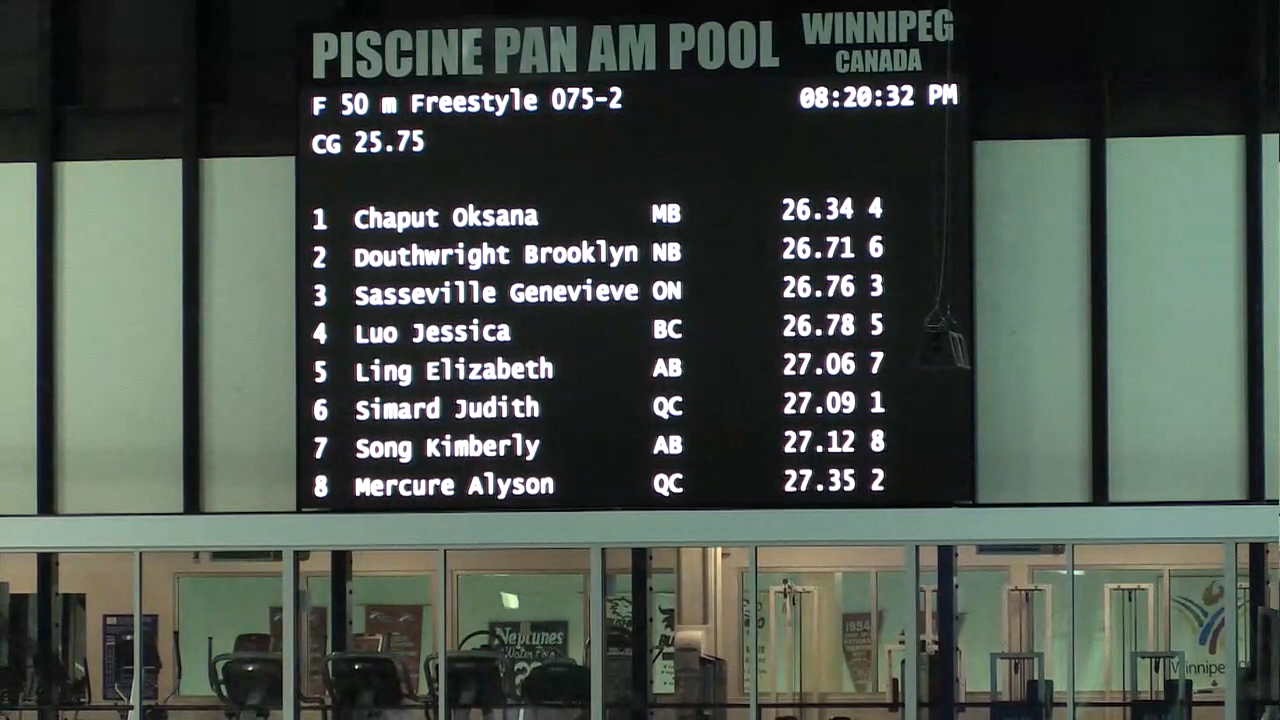 PISCINE PAN AM POOL
WINNIPEG
CANADA
F 50 m Freestyle 075-2 08:20:32 PM
CG 25.75
1 Chaput Oksana MB 26.34 4
2 Douthwright Brooklyn NB 26.71 6
3 Sasseville Genevieve ON 26.76 3
4 Luo Jessica BC 26.78 5
5 Ling Elizabeth AB 27.06 7
6 Simard Judith QC 27.09 1
7 Song Kimberly AB 27.12 8
8 Mercure Alyson QC 27.35 2
Neptunes
1994